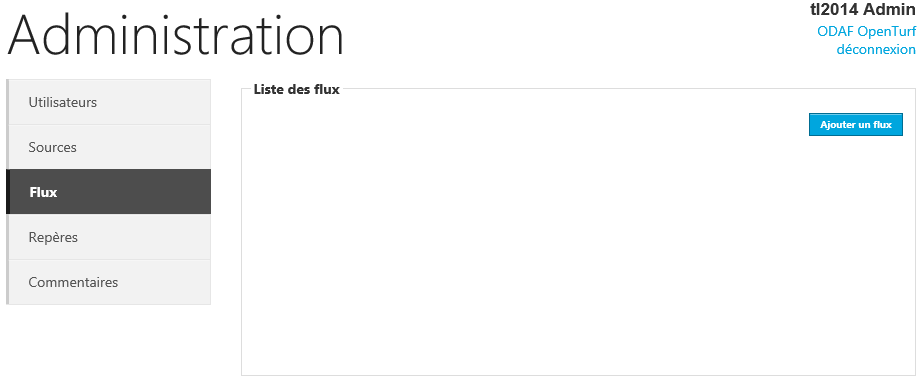 Administration
tl2014 Admin
ODAF OpenTurf
déconnexion
Utilisateurs
Sources
Flux
Repères
Commentaires
Liste des flux
Ajouter un flux